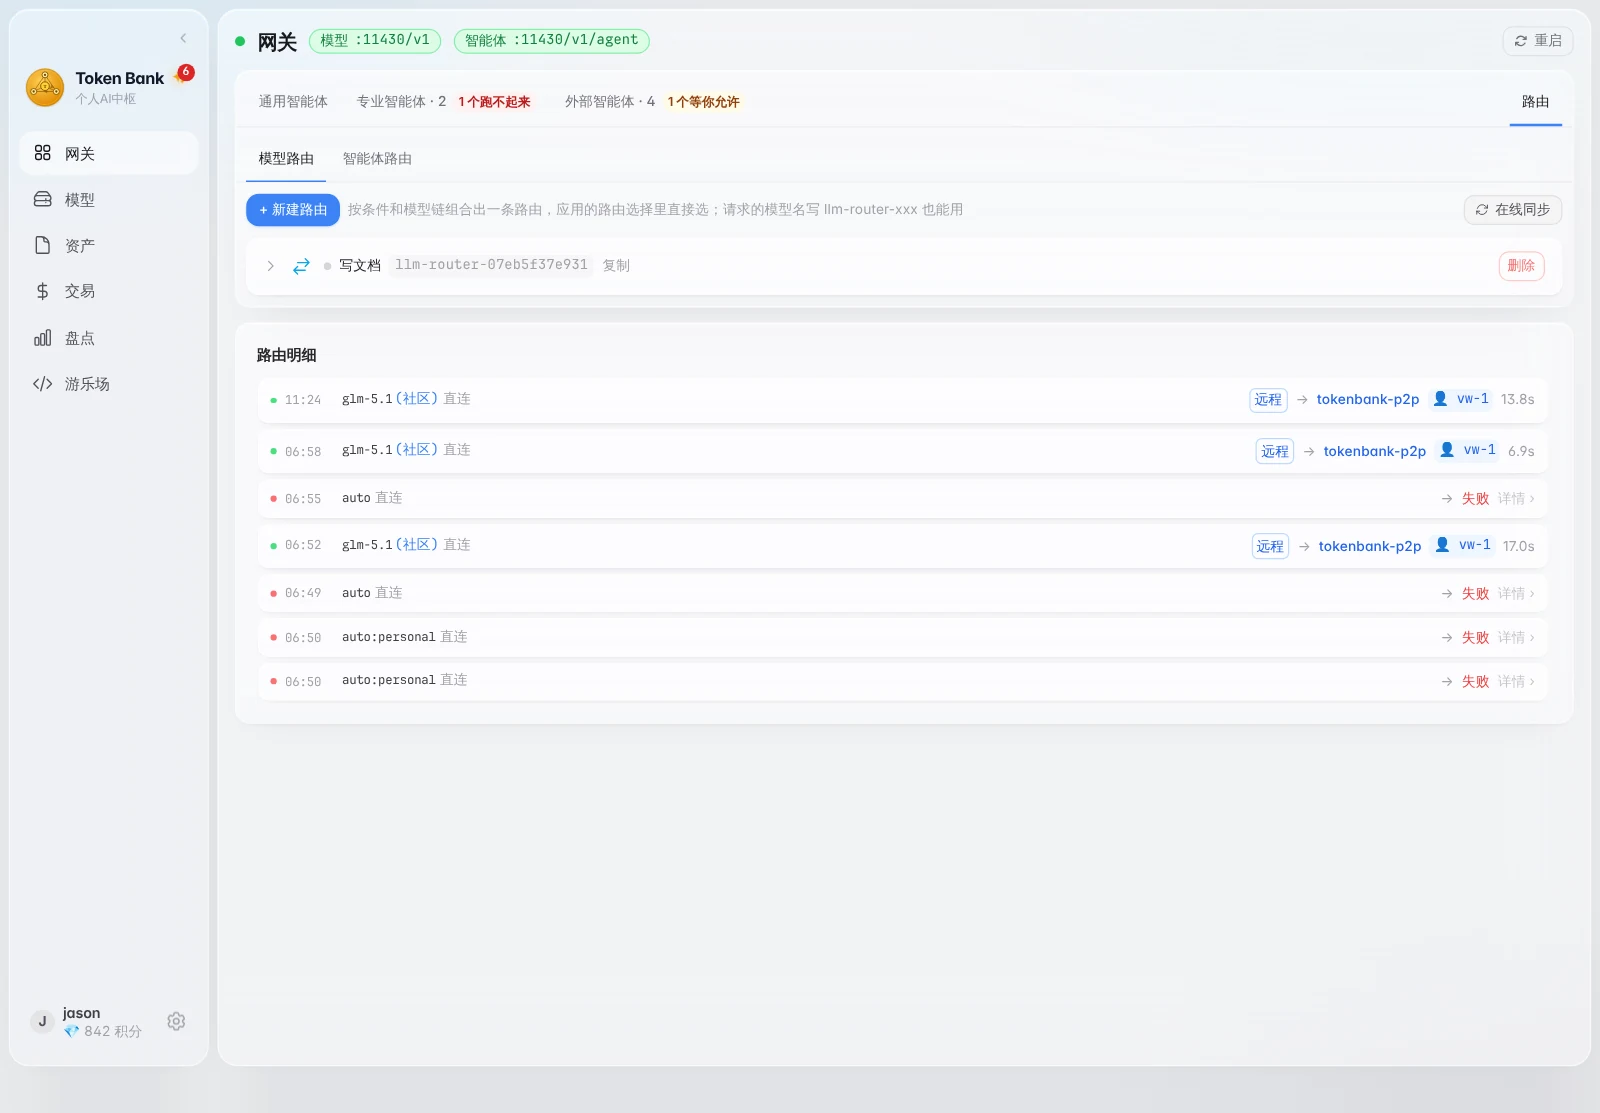 Token Bank
6
个人AI中枢
网关
模型
资产
交易
盘点
游乐场
J
jason
842 积分
网关
模型 :11430/v1
智能体 :11430/v1/agent
重启
通用智能体
专业智能体 · 2
1 个跑不起来
外部智能体 · 4
1 个等你允许
路由
模型路由
智能体路由
+ 新建路由
按条件和模型链组合出一条路由，应用的路由选择里直接选；请求的模型名写 llm-router-xxx 也能用
在线同步
写文档 llm-router-07eb5f37e931 复制
删除
路由明细
11:24 glm-5.1(社区) 直连 远程 → tokenbank-p2p vw-1 13.8s
06:58 glm-5.1(社区) 直连 远程 → tokenbank-p2p vw-1 6.9s
06:55 auto 直连 → 失败 详情 ›
06:52 glm-5.1(社区) 直连 远程 → tokenbank-p2p vw-1 17.0s
06:49 auto 直连 → 失败 详情 ›
06:50 auto:personal 直连 → 失败 详情 ›
06:50 auto:personal 直连 → 失败 详情 ›